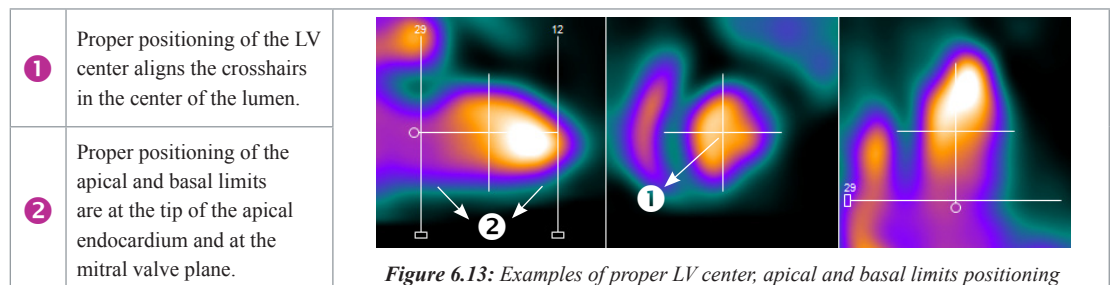 1
Proper positioning of the LV
center aligns the crosshairs
in the center of the lumen.
2
Proper positioning of the
apical and basal limits
are at the tip of the apical
endocardium and at the
mitral valve plane.
29
12
2
1
29
Figure 6.13: Examples of proper LV center, apical and basal limits positioning